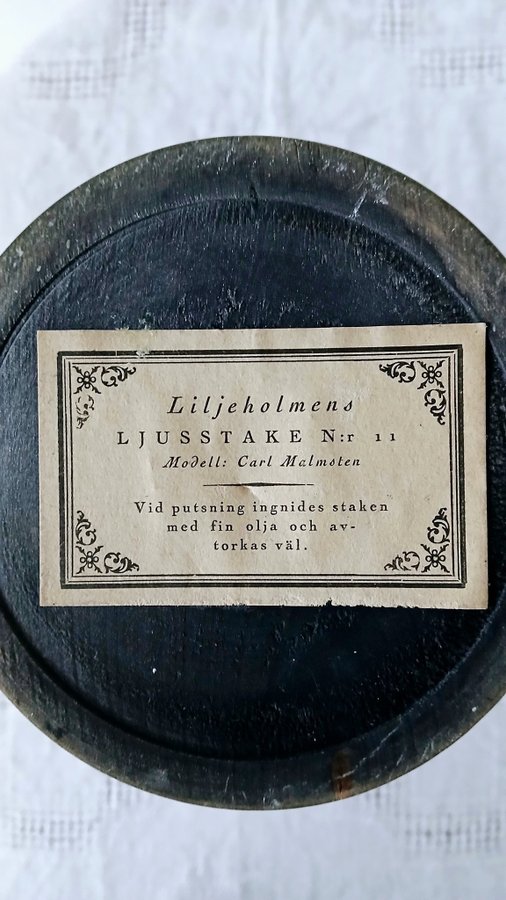 Liljeholmens
LJUSSTAKE N:r 11
Modell: Carl Malmsten
Vid putsning ingnides staken
med fin olja och av-
torkas väl.